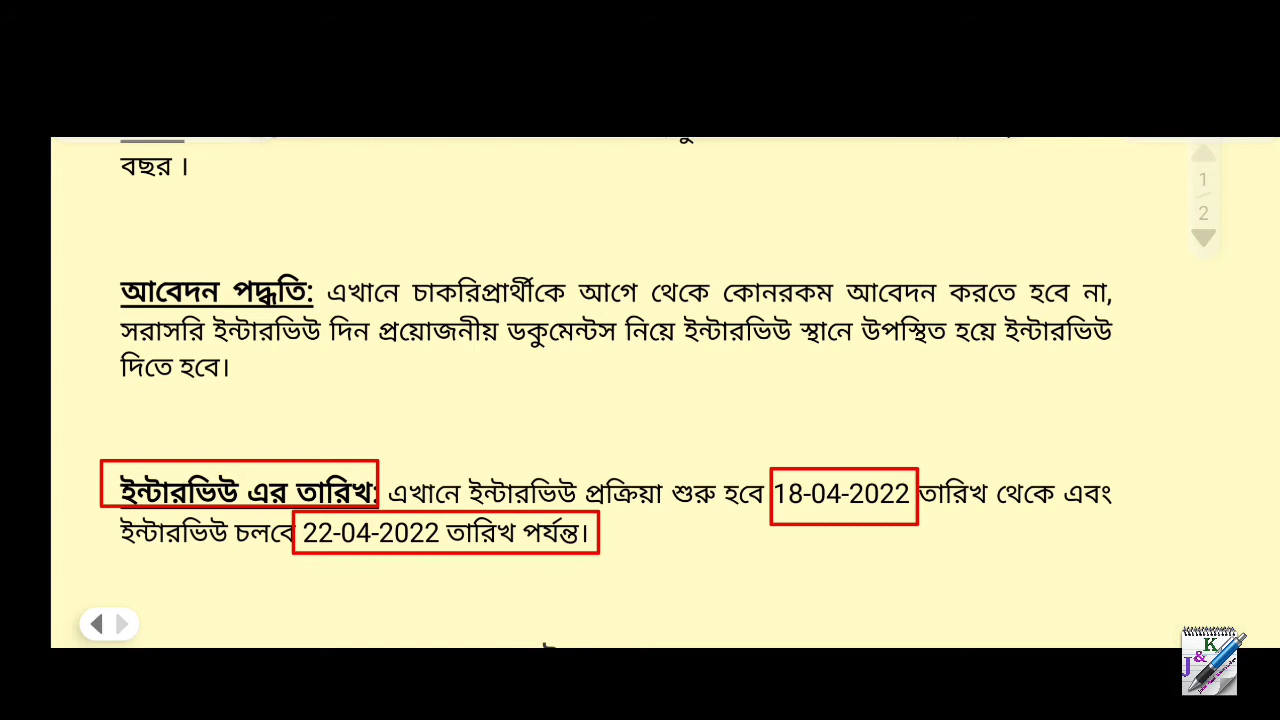 বছর ।
1
2
আবেদন পদ্ধতি: এখানে চাকরিপ্রার্থীকে আগে থেকে কোনরকম আবেদন করতে হবে না,
সরাসরি ইন্টারভিউ দিন প্রয়োজনীয় ডকুমেন্টস নিয়ে ইন্টারভিউ স্থানে উপস্থিত হয়ে ইন্টারভিউ
দিতে হবে।
ইন্টারভিউ এর তারিখ: এখানে ইন্টারভিউ প্রক্রিয়া শুরু হবে 18-04-2022 তারিখ থেকে এবং
ইন্টারভিউ চলবে 22-04-2022 তারিখ পর্যন্ত।
J&K